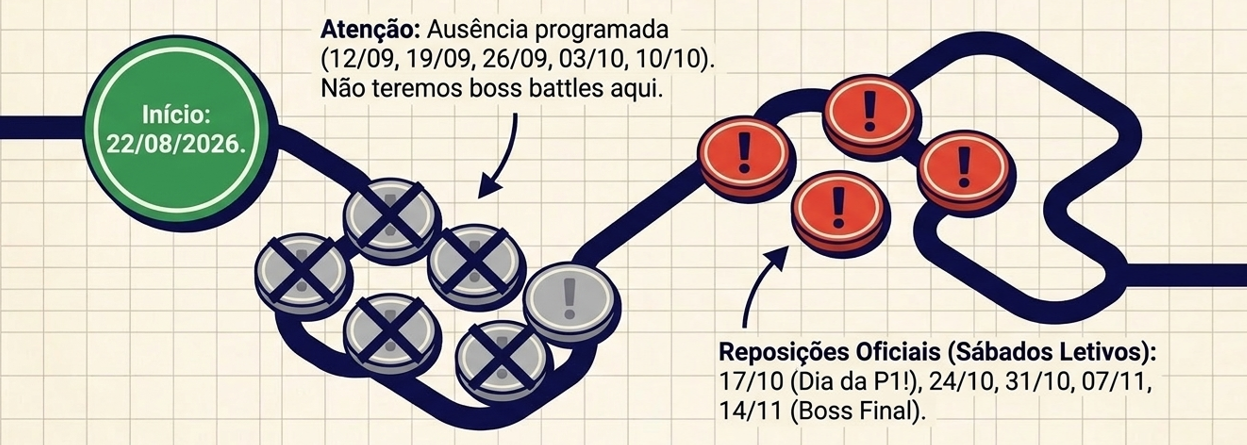 Atenção: Ausência programada
(12/09, 19/09, 26/09, 03/10, 10/10).
Não teremos boss battles aqui.
Início:
22/08/2026.
!
!
!
!
!
Reposições Oficiais (Sábados Letivos):
17/10 (Dia da P1!), 24/10, 31/10, 07/11,
14/11 (Boss Final).